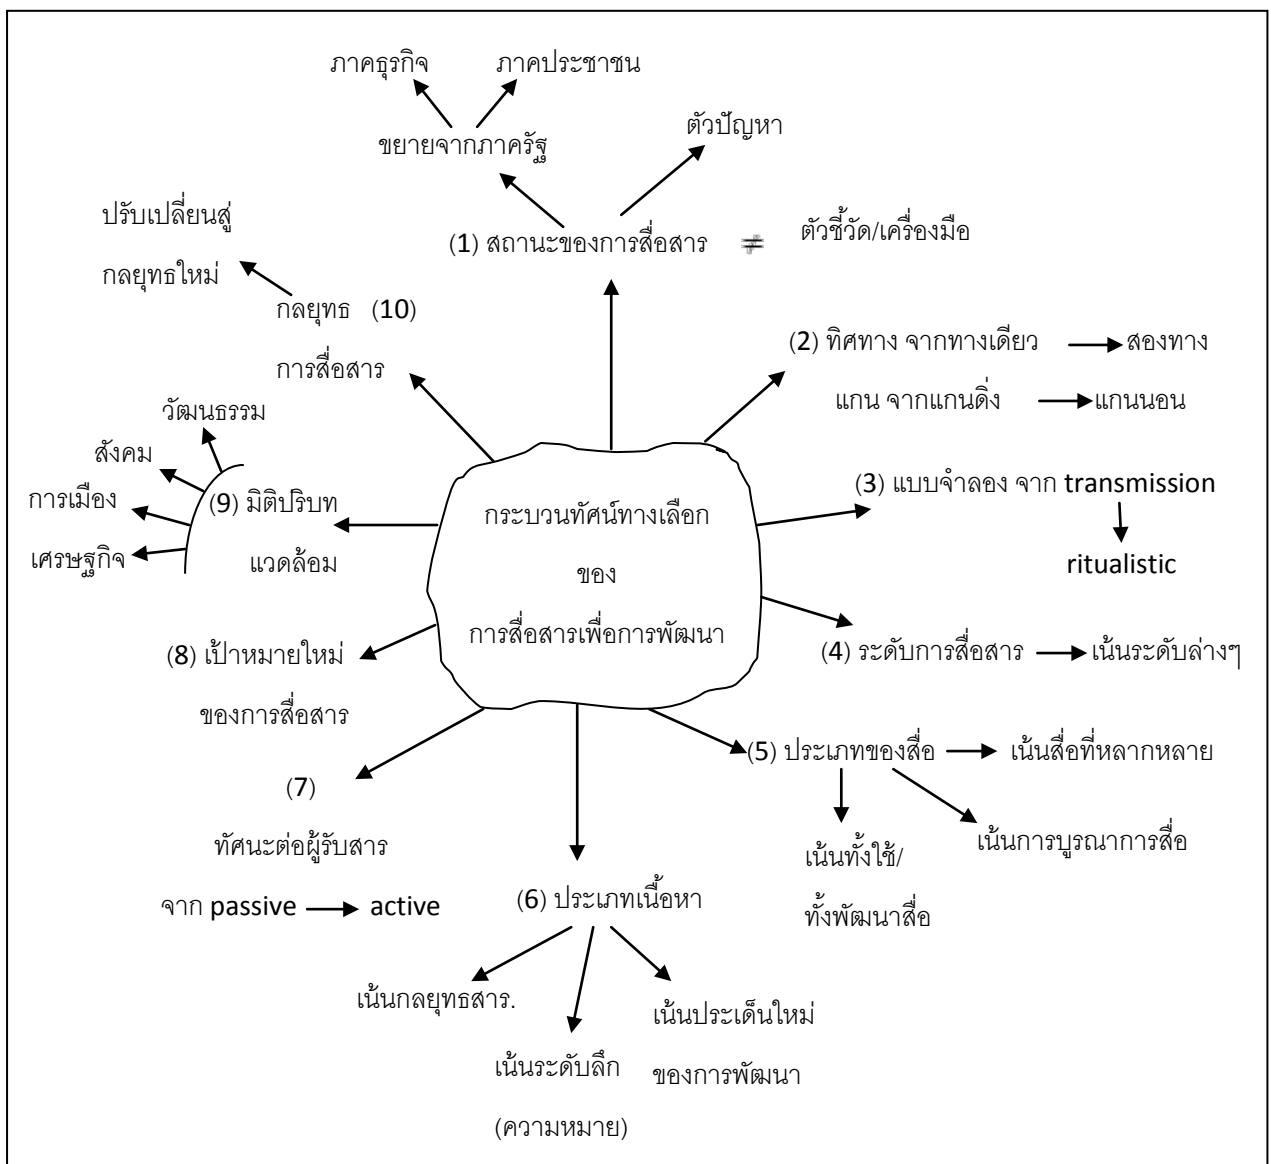 ภาคธุรกิจ ภาคประชาชน
ขยายจากภาครัฐ
ตัวปัญหา
(1) สถานะของการสื่อสาร ≠ ตัวชี้วัด/เครื่องมือ
ปรับเปลี่ยนสู่
กลยุทธใหม่
กลยุทธ (10)
การสื่อสาร
(2) ทิศทาง จากทางเดียว สองทาง
แกน จากแกนดิ่ง แกนนอน
วัฒนธรรม
สังคม
การเมือง
เศรษฐกิจ
(9) มิติปริบท
แวดล้อม
กระบวนทัศน์ทางเลือก
ของ
การสื่อสารเพื่อการพัฒนา
(3) แบบจำลอง จาก transmission
ritualistic
(4) ระดับการสื่อสาร เน้นระดับล่างๆ
(8) เป้าหมายใหม่
ของการสื่อสาร
(5) ประเภทของสื่อ เน้นสื่อที่หลากหลาย
เน้นการบูรณาการสื่อ
เน้นทั้งใช้/
ทั้งพัฒนาสื่อ
(7)
ทัศนะต่อผู้รับสาร
จาก passive active
(6) ประเภทเนื้อหา
เน้นกลยุทธสาร.
เน้นระดับลึก
(ความหมาย)
เน้นประเด็นใหม่
ของการพัฒนา